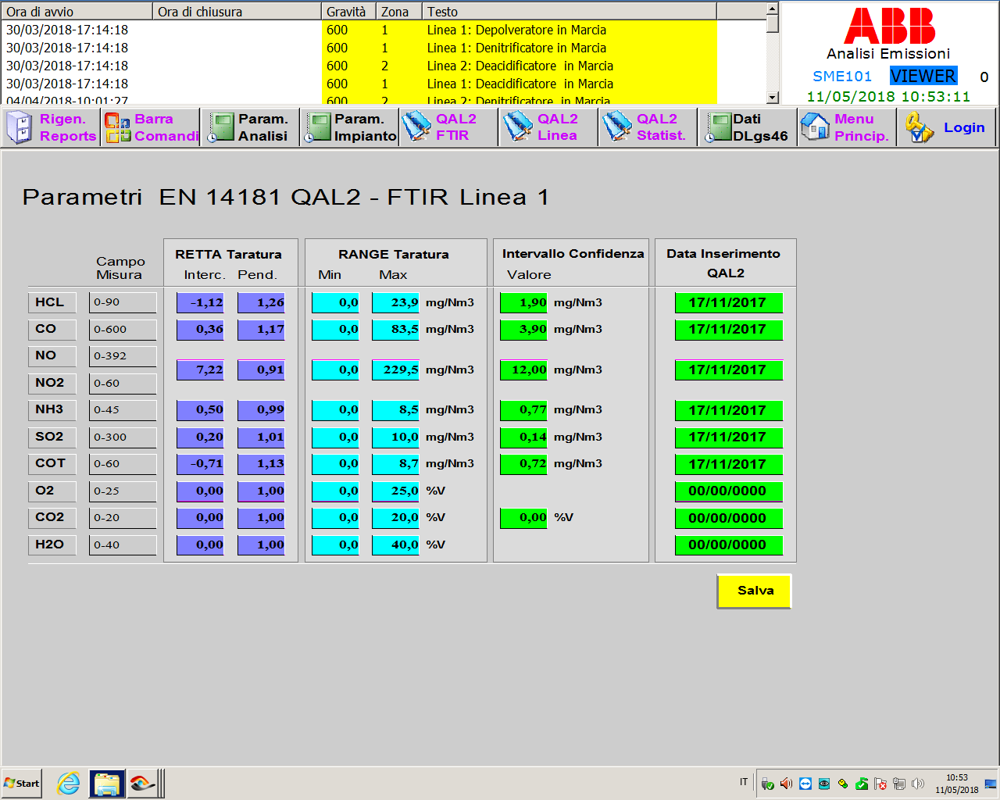 Ora di avvio Ora di chiusura Gravità Zona Testo
30/03/2018-17:14:18 600 1 Linea 1: Depolveratore in Marcia
30/03/2018-17:14:18 600 1 Linea 1: Denitrificatore in Marcia
30/03/2018-17:14:18 600 2 Linea 2: Deacidificatore in Marcia
30/03/2018-17:14:18 600 1 Linea 1: Deacidificatore in Marcia
04/04/2018-10:01:27 600 2 Linea 2: Denitrificatore in Marcia
ABB
Analisi Emissioni
SME101 VIEWER 0
11/05/2018 10:53:11
Rigen. Reports
Barra Comandi
Param. Analisi
Param. Impianto
QAL2 FTIR
QAL2 Linea
QAL2 Statist.
Dati DLgs46
Menu Princip.
Login
Parametri EN 14181 QAL2 - FTIR Linea 1
Campo Misura
RETTA Taratura
Interc. Pend.
RANGE Taratura
Min Max
Intervallo Confidenza
Valore
Data Inserimento QAL2
HCL 0-90 -1,12 1,26 0,0 23,9 mg/Nm3 1,90 mg/Nm3 17/11/2017
CO 0-600 0,36 1,17 0,0 83,5 mg/Nm3 3,90 mg/Nm3 17/11/2017
NO 0-392
7,22 0,91 0,0 229,5 mg/Nm3 12,00 mg/Nm3 17/11/2017
NO2 0-60
NH3 0-45 0,50 0,99 0,0 8,5 mg/Nm3 0,77 mg/Nm3 17/11/2017
SO2 0-300 0,20 1,01 0,0 10,0 mg/Nm3 0,14 mg/Nm3 17/11/2017
COT 0-60 -0,71 1,13 0,0 8,7 mg/Nm3 0,72 mg/Nm3 17/11/2017
O2 0-25 0,00 1,00 0,0 25,0 %V 00/00/0000
CO2 0-20 0,00 1,00 0,0 20,0 %V 0,00 %V 00/00/0000
H2O 0-40 0,00 1,00 0,0 40,0 %V 00/00/0000
Salva
Start IT 10:53
11/05/2018